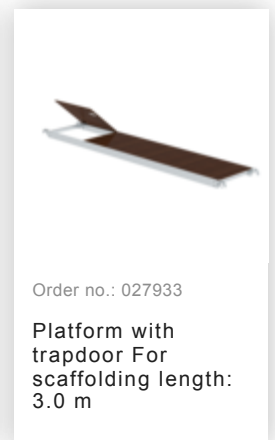 Order no.: 027933
Platform with
trapdoor For
scaffolding length:
3.0 m